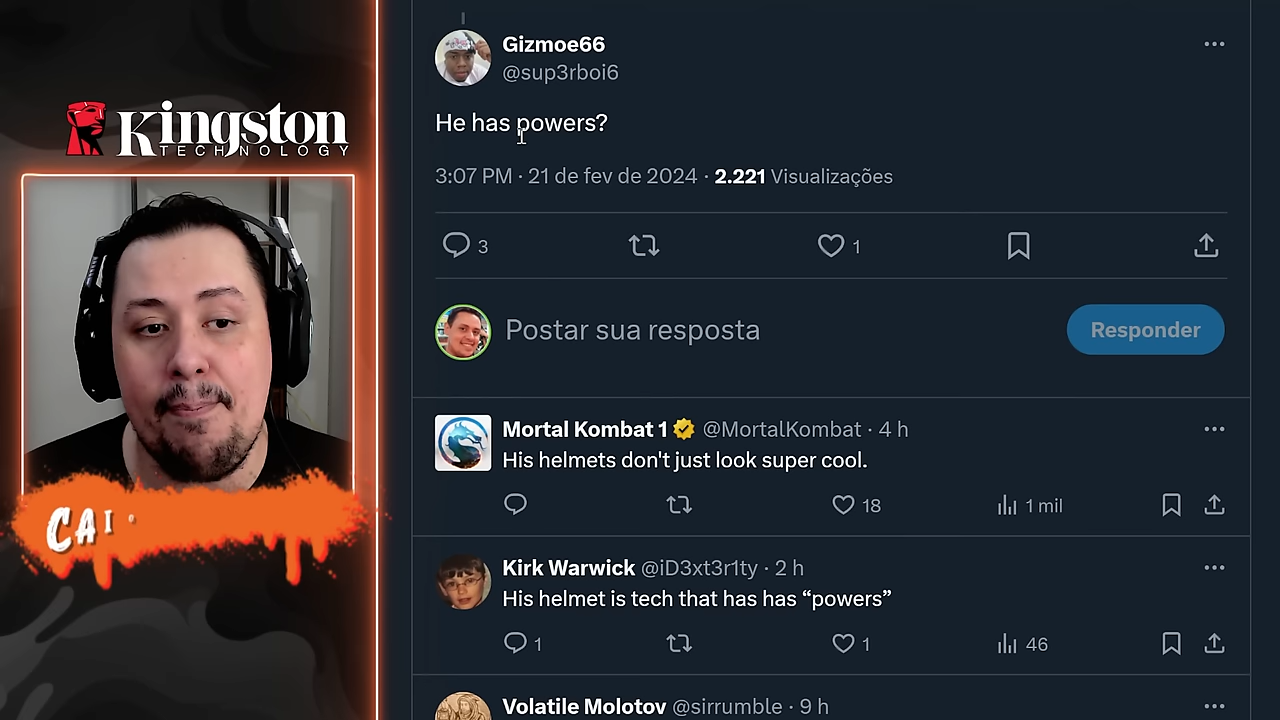 Kingston
TECHNOLOGY
CAI
Gizmoe66
@sup3rboi6
He has powers?
3:07 PM · 21 de fev de 2024 · 2.221 Visualizações
3
1
Postar sua resposta
Responder
Mortal Kombat 1 @MortalKombat · 4 h
His helmets don't just look super cool.
18
1 mil
Kirk Warwick @iD3xt3r1ty · 2 h
His helmet is tech that has has “powers”
1
1
46
Volatile Molotov @sirrumble · 9 h